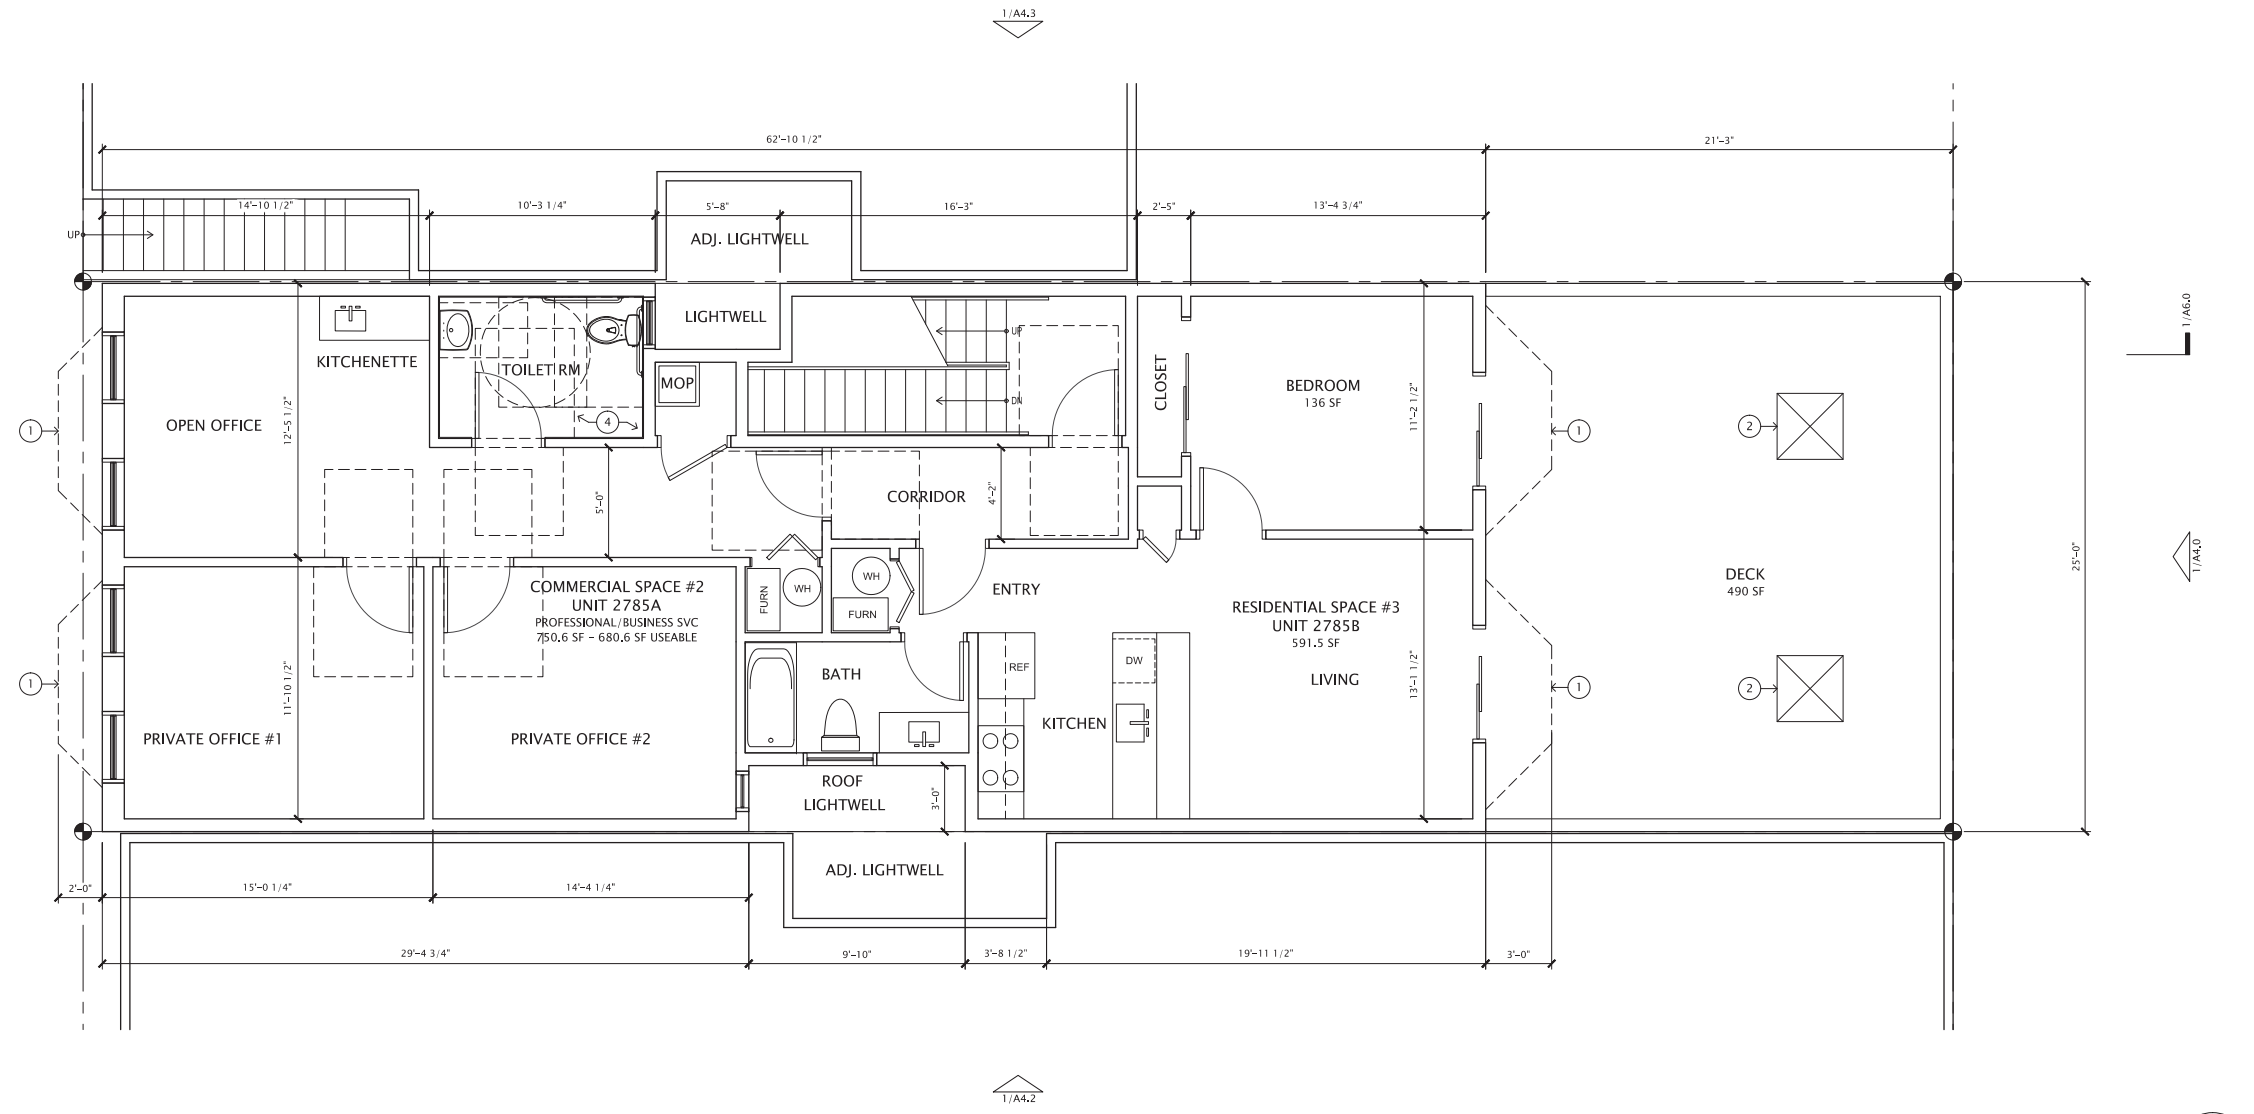 1/A4.3
62'-10 1/2"
21'-3"
14'-10 1/2"
10'-3 1/4"
5'-8"
16'-3"
2'-5"
13'-4 3/4"
UP
ADJ. LIGHTWELL
LIGHTWELL
UP
1/A6.0
KITCHENETTE
TOILET RM
MOP
CLOSET
BEDROOM
136 SF
DN
OPEN OFFICE
12'-5 1/2"
11'-2 1/2"
4
1
1
2
CORRIDOR
5'-0"
4'-2"
1/A4.0
25'-0"
COMMERCIAL SPACE #2
UNIT 2785A
PROFESSIONAL/BUSINESS SVC
750.6 SF - 680.6 SF USEABLE
FURN
WH
WH
FURN
ENTRY
RESIDENTIAL SPACE #3
UNIT 2785B
591.5 SF
DECK
490 SF
LIVING
REF
DW
BATH
KITCHEN
11'-10 1/2"
13'-1 1/2"
1
1
2
PRIVATE OFFICE #1
PRIVATE OFFICE #2
ROOF
LIGHTWELL
3'-0"
ADJ. LIGHTWELL
2'-0"
15'-0 1/4"
14'-4 1/4"
29'-4 3/4"
9'-10"
3'-8 1/2"
19'-11 1/2"
3'-0"
1/A4.2